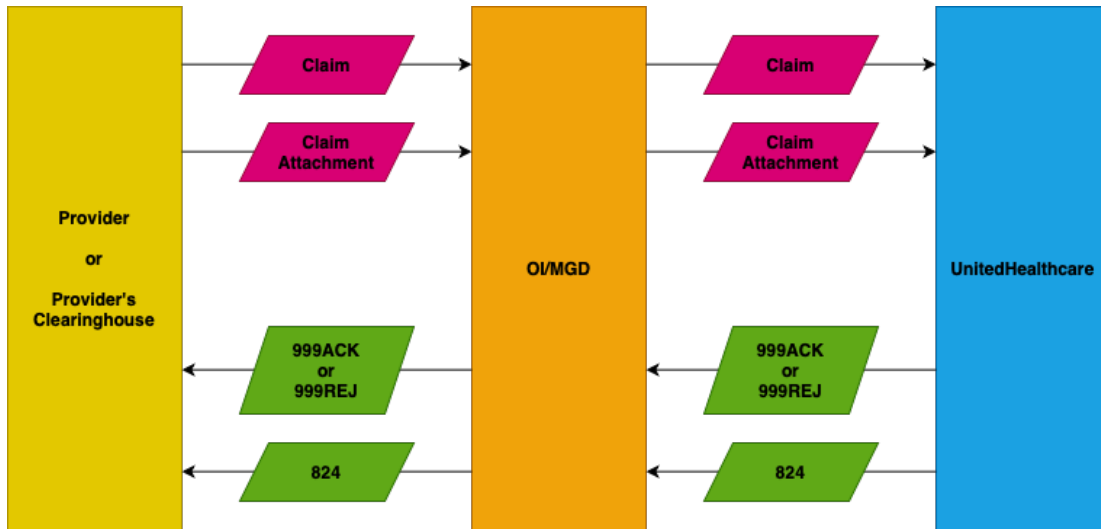 Claim
Claim
Claim
Attachment
Claim
Attachment
Provider
or
Provider's
Clearinghouse
OI/MGD
UnitedHealthcare
999ACK
or
999REJ
999ACK
or
999REJ
824
824